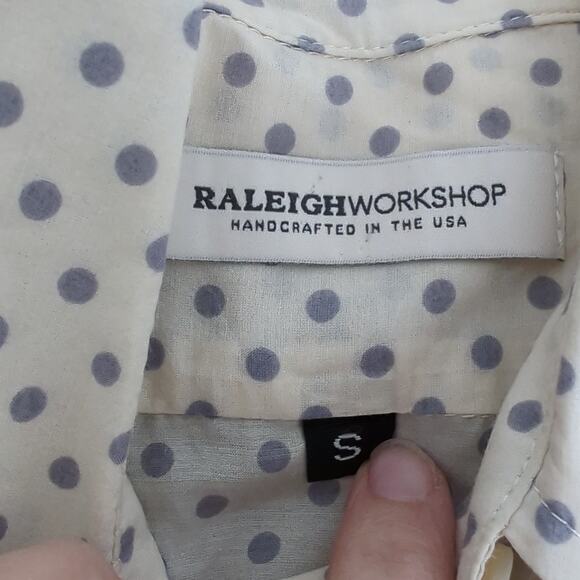 RALEIGHWORKSHOP
HANDCRAFTED IN THE USA
S